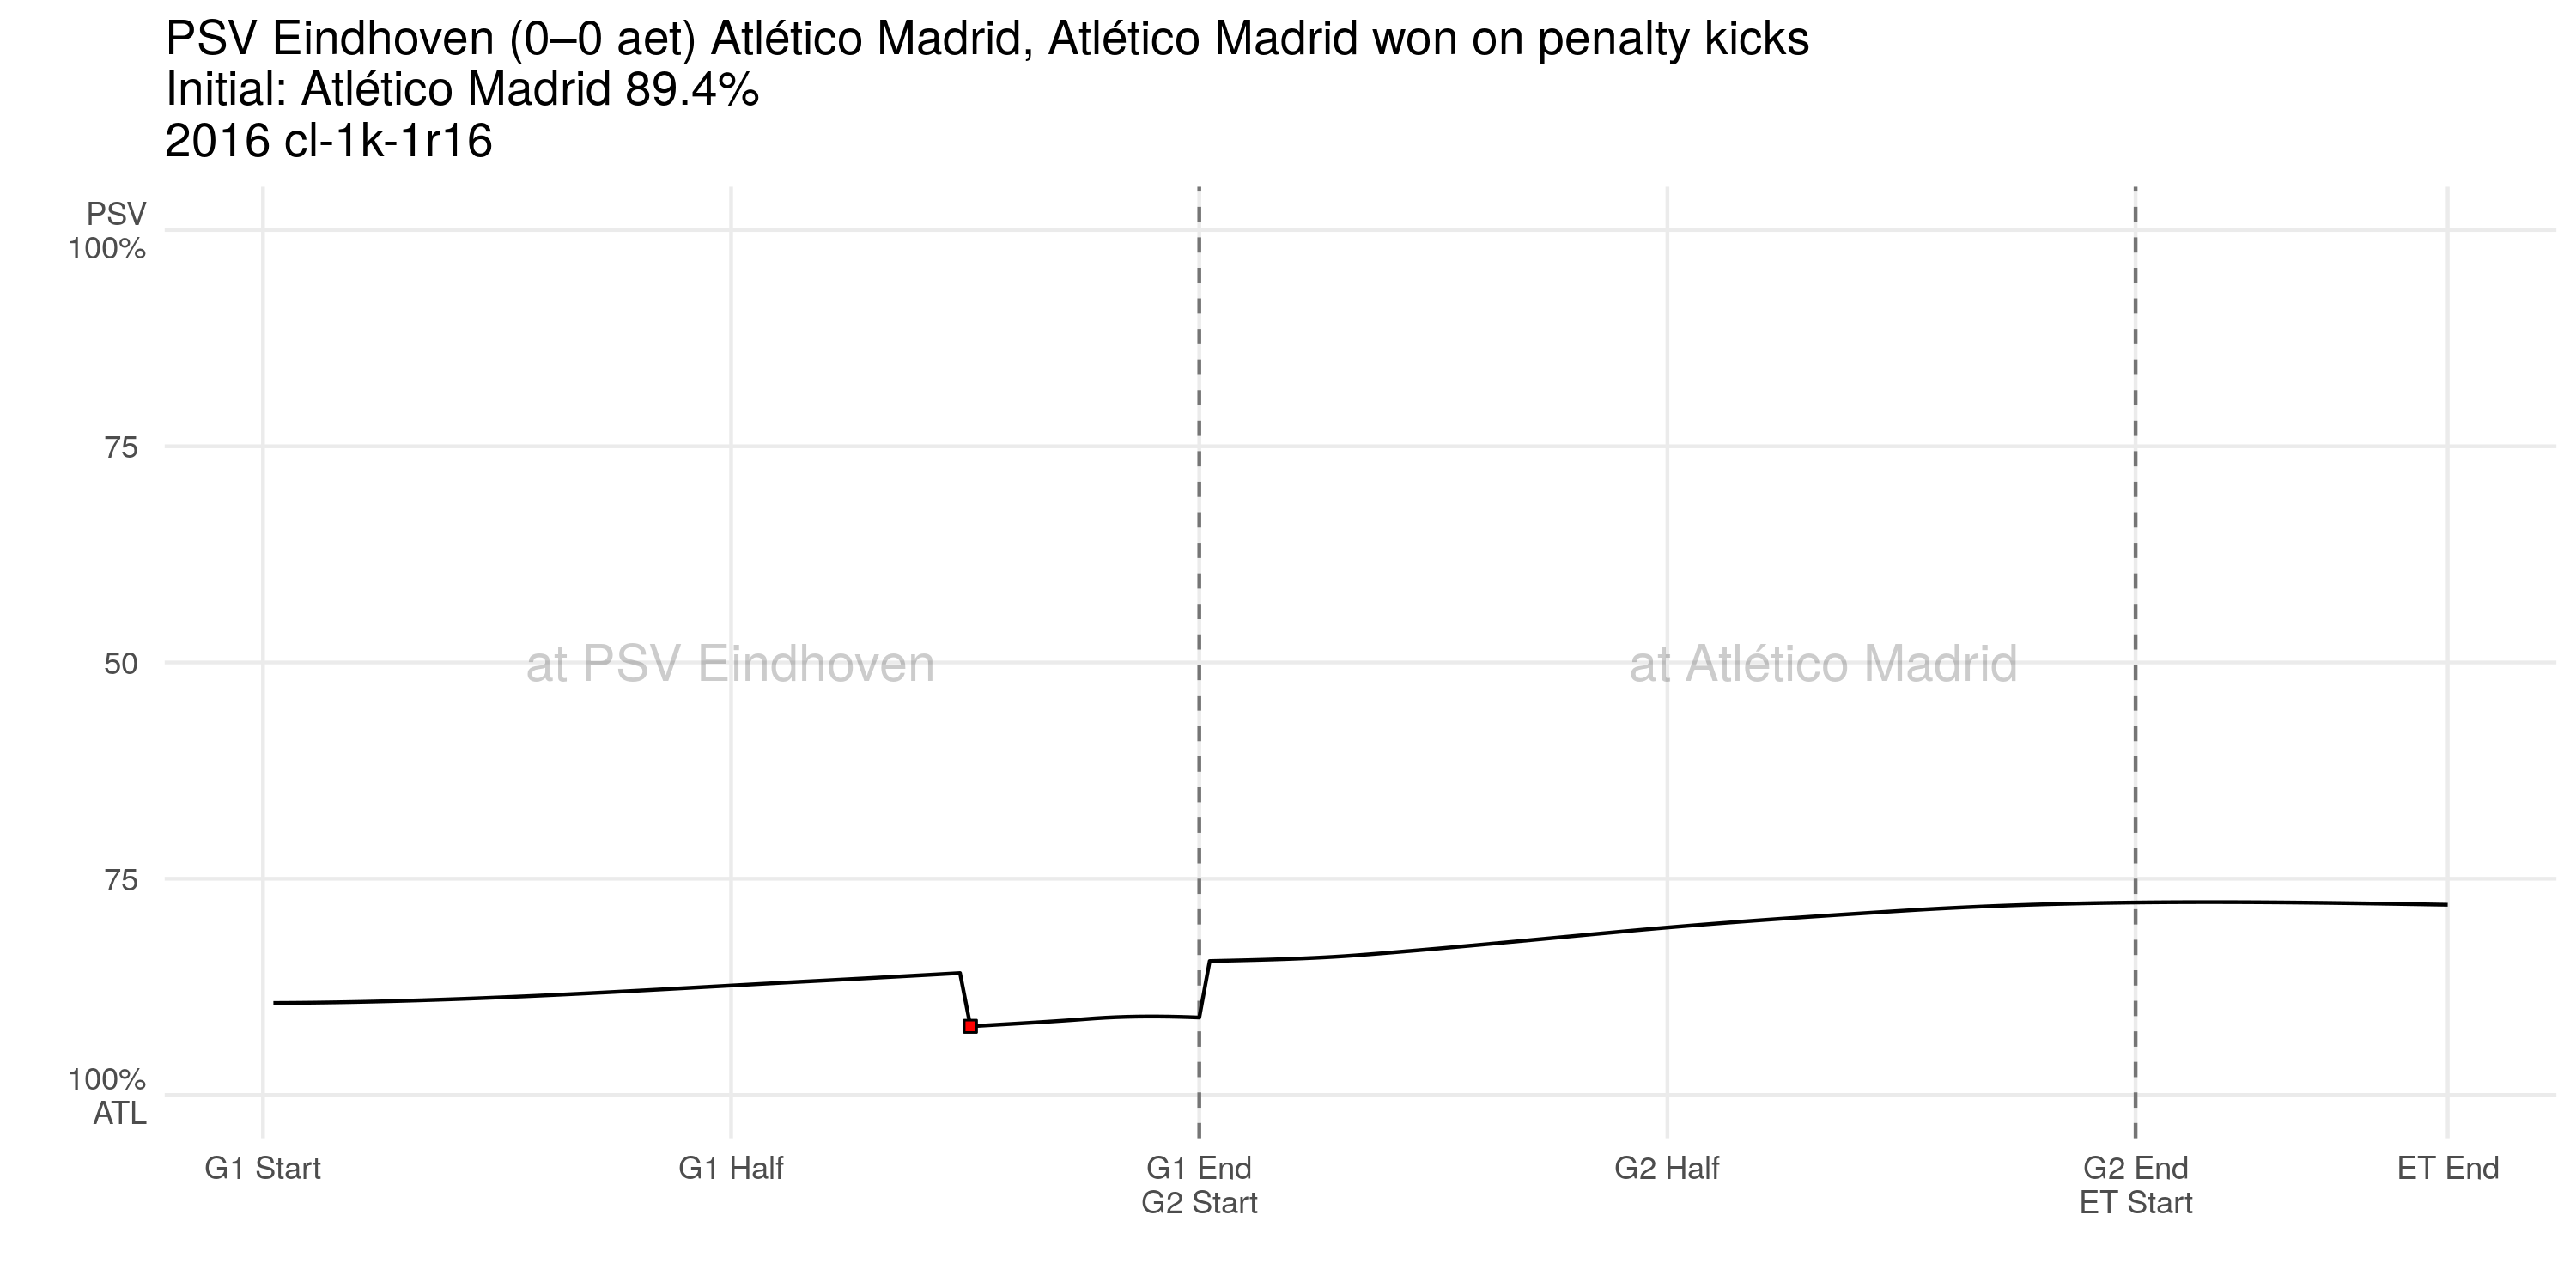 PSV Eindhoven (0–0 aet) Atlético Madrid, Atlético Madrid won on penalty kicks
Initial: Atlético Madrid 89.4%
2016 cl-1k-1r16
PSV
100%
75
50
75
100%
ATL
at PSV Eindhoven
at Atlético Madrid
G1 Start
G1 Half
G1 End
G2 Start
G2 Half
G2 End
ET Start
ET End